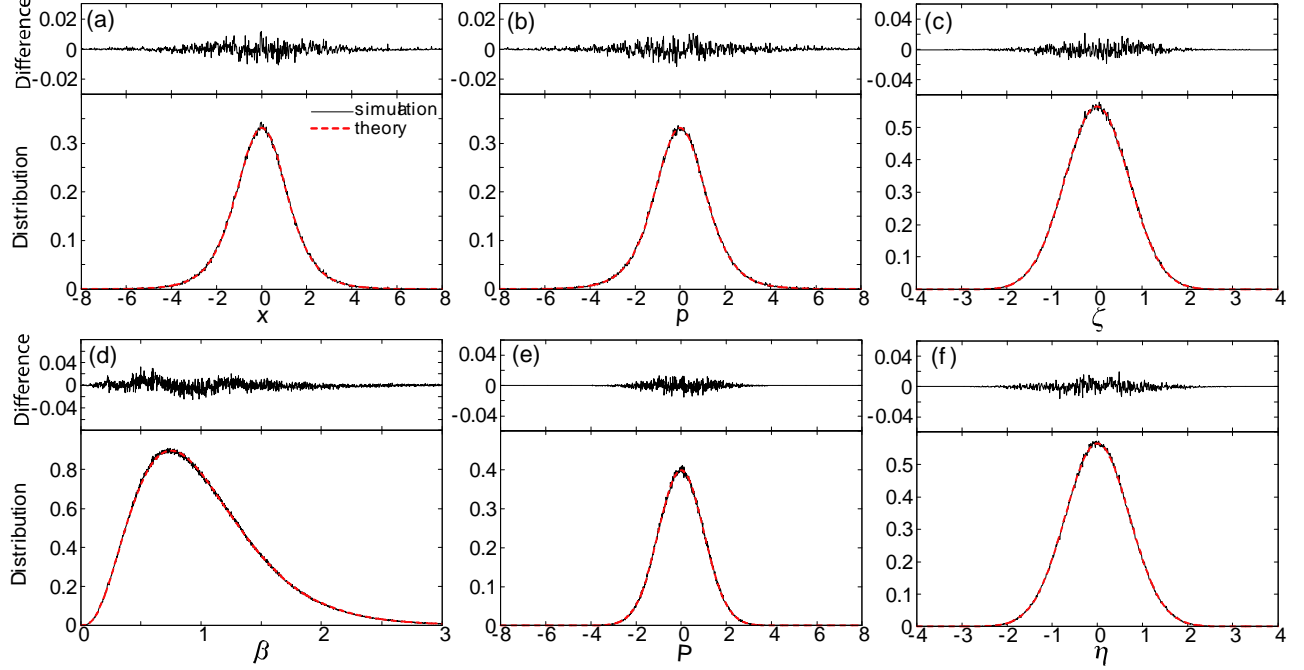 (a)
Difference
0.02
0
-0.02
simulation
theory
Distribution
0.3
0.2
0.1
0
-8 -6 -4 -2 0 2 4 6 8
x
(b)
0.02
0
-0.02
0.3
0.2
0.1
0
-8 -6 -4 -2 0 2 4 6 8
p
(c)
0.04
0
-0.04
0.5
0.4
0.3
0.2
0.1
0
-4 -3 -2 -1 0 1 2 3 4
ζ
(d)
Difference
0.04
0
-0.04
Distribution
0.8
0.6
0.4
0.2
0
0 1 2 3
β
(e)
0.04
0
-0.04
0.4
0.3
0.2
0.1
0
-8 -6 -4 -2 0 2 4 6 8
P
(f)
0.04
0
-0.04
0.5
0.4
0.3
0.2
0.1
0
-4 -3 -2 -1 0 1 2 3 4
η